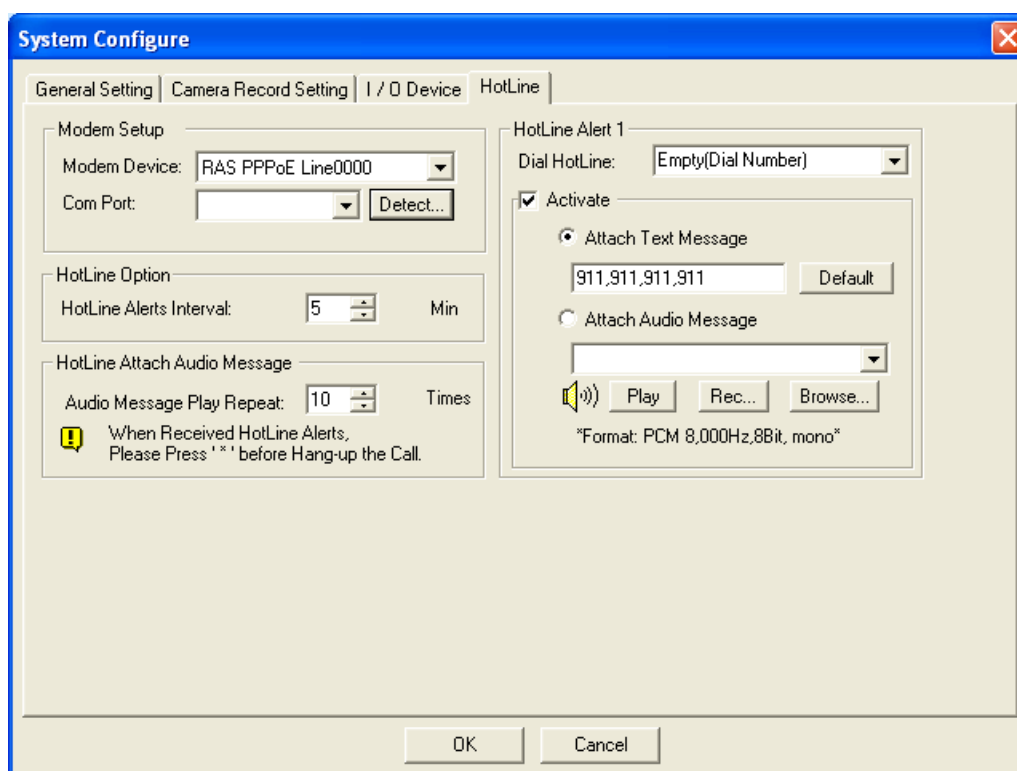 System Configure
General Setting
Camera Record Setting
I / O Device
HotLine
Modem Setup
Modem Device: RAS PPPoE Line0000
Com Port: Detect...
HotLine Option
HotLine Alerts Interval: 5 Min
HotLine Attach Audio Message
Audio Message Play Repeat: 10 Times
When Received HotLine Alerts,
Please Press ' * ' before Hang-up the Call.
HotLine Alert 1
Dial HotLine: Empty(Dial Number)
Activate
Attach Text Message
911,911,911,911 Default
Attach Audio Message
Play Rec... Browse...
*Format: PCM 8,000Hz,8Bit, mono*
OK Cancel